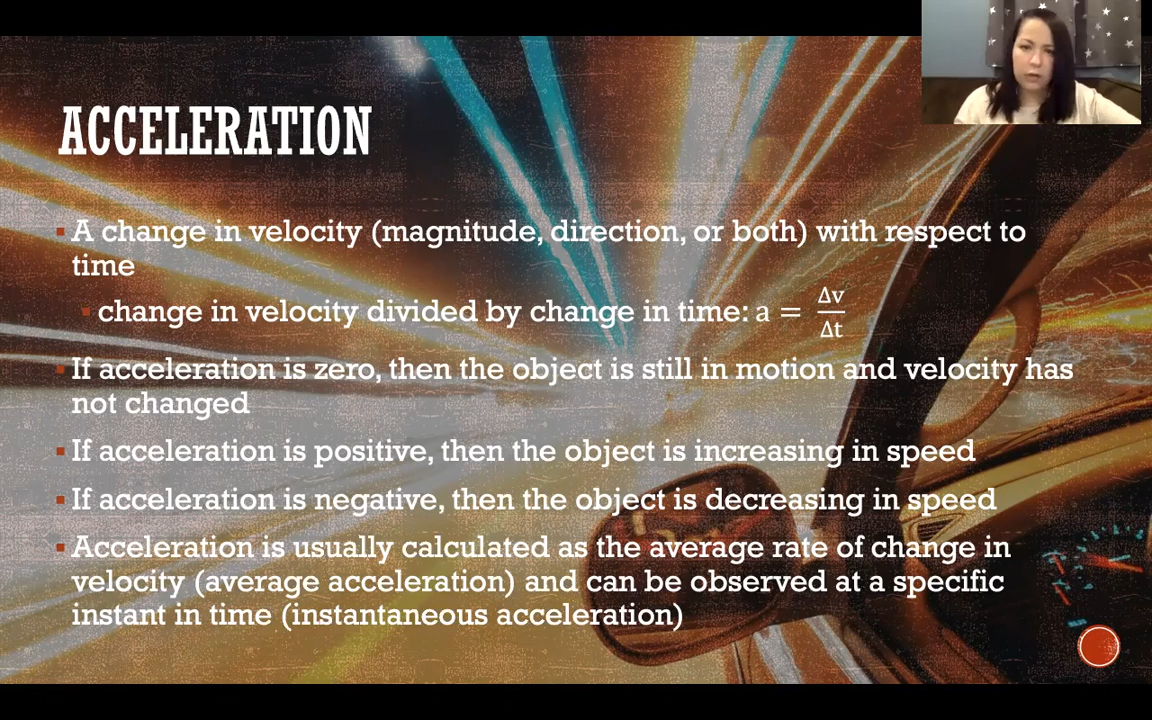 ACCELERATION
A change in velocity (magnitude, direction, or both) with respect to
time
change in velocity divided by change in time: a = Δv/Δt
If acceleration is zero, then the object is still in motion and velocity has
not changed
If acceleration is positive, then the object is increasing in speed
If acceleration is negative, then the object is decreasing in speed
Acceleration is usually calculated as the average rate of change in
velocity (average acceleration) and can be observed at a specific
instant in time (instantaneous acceleration)